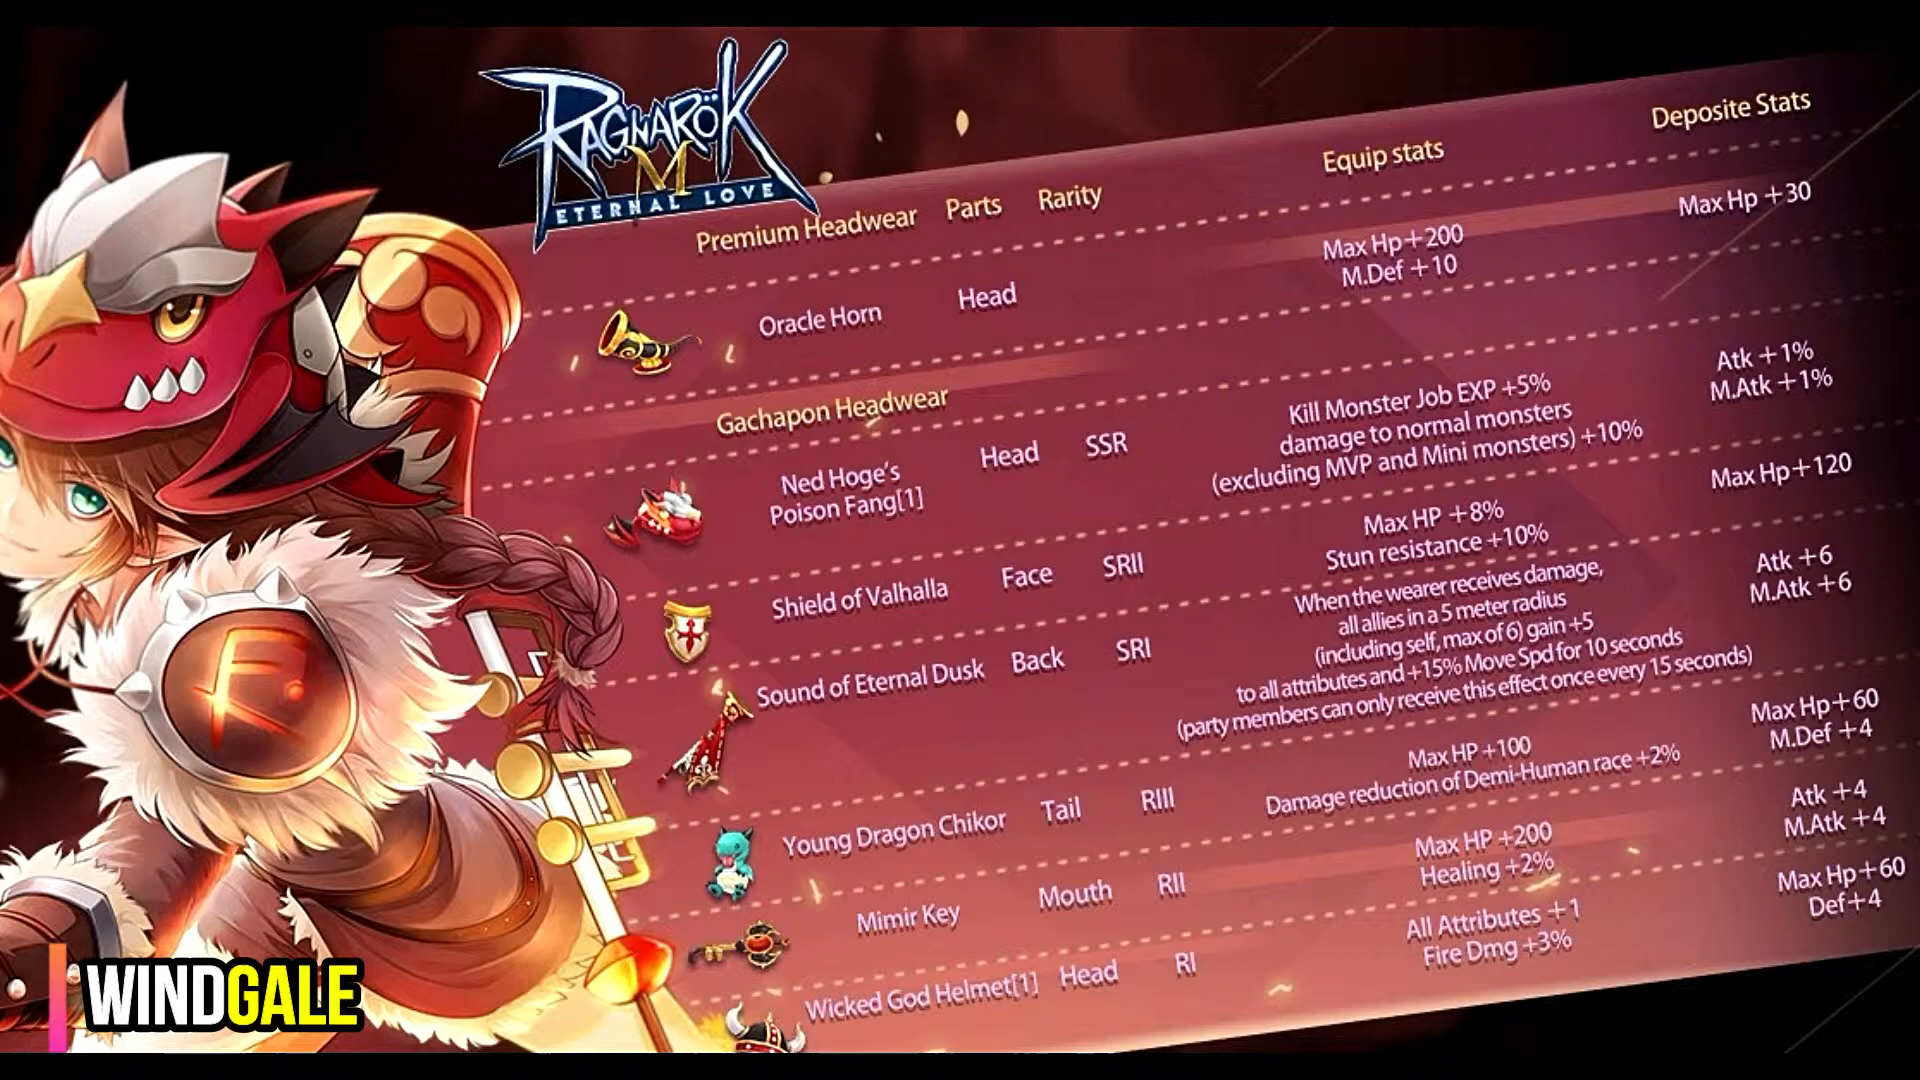 RAGNARÖK
M
ETERNAL LOVE
Premium Headwear Parts Rarity Equip stats Deposite Stats
Oracle Horn Head
Max Hp+200
M.Def +10
Max Hp +30
Gachapon Headwear
Ned Hoge's
Poison Fang[1]
Head SSR
Kill Monster Job EXP +5%
damage to normal monsters
(excluding MVP and Mini monsters) +10%
Atk +1%
M.Atk +1%
Shield of Valhalla Face SRII
Max HP +8%
Stun resistance +10%
Max Hp+120
Sound of Eternal Dusk Back SRI
When the wearer receives damage,
all allies in a 5 meter radius
(including self, max of 6) gain +5
to all attributes and +15% Move Spd for 10 seconds
(party members can only receive this effect once every 15 seconds)
Atk +6
M.Atk +6
Young Dragon Chikor Tail RIII
Max HP +100
Damage reduction of Demi-Human race +2%
Max Hp+60
M.Def +4
Mimir Key Mouth RII
Max HP +200
Healing +2%
Atk +4
M.Atk +4
Wicked God Helmet[1] Head RI
All Attributes +1
Fire Dmg +3%
Max Hp+60
Def+4
WINDGALE